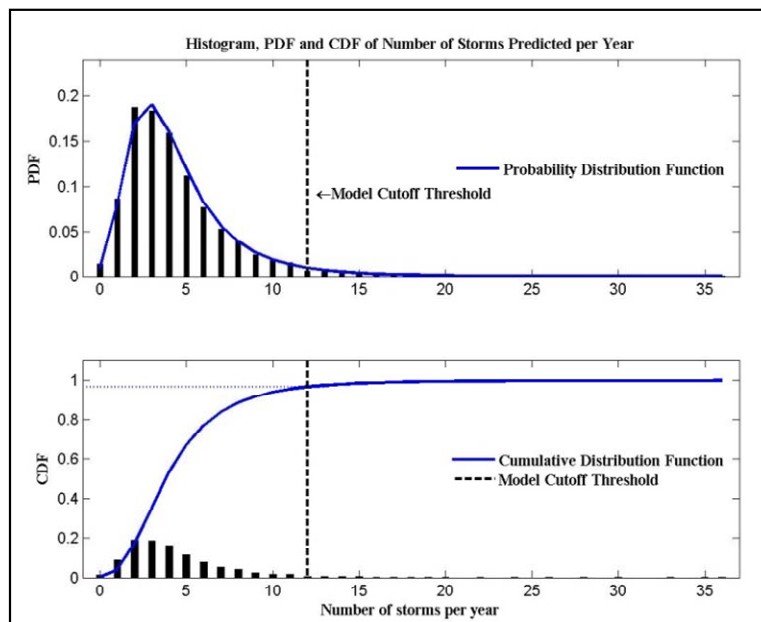 Histogram, PDF and CDF of Number of Storms Predicted per Year
0.2
0.15
0.1
0.05
0
PDF
Probability Distribution Function
←Model Cutoff Threshold
0 5 10 15 20 25 30 35
1
0.8
0.6
0.4
0.2
0
CDF
Cumulative Distribution Function
Model Cutoff Threshold
0 5 10 15 20 25 30 35
Number of storms per year